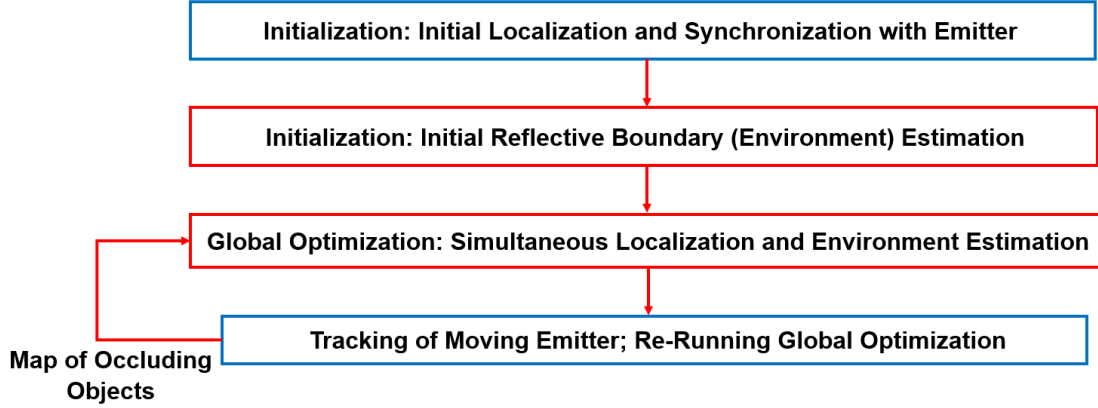 Initialization: Initial Localization and Synchronization with Emitter
Initialization: Initial Reflective Boundary (Environment) Estimation
Global Optimization: Simultaneous Localization and Environment Estimation
Tracking of Moving Emitter; Re-Running Global Optimization
Map of Occluding
Objects